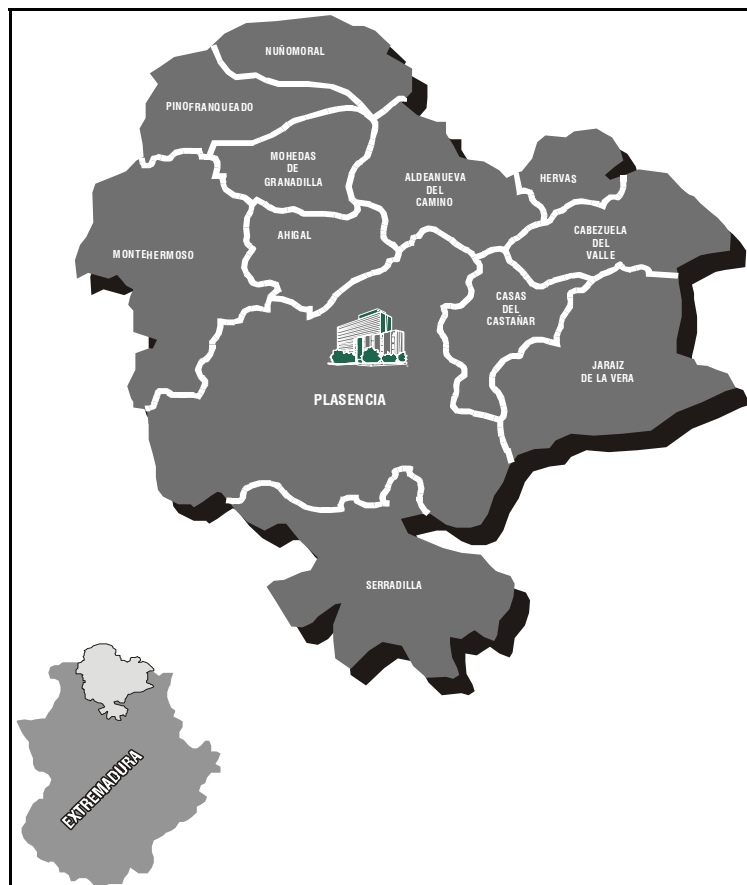 NUÑOMORAL
PINOFRANQUEADO
MOHEDAS
DE
GRANADILLA
ALDEANUEVA
DEL
CAMINO
HERVAS
AHIGAL
CABEZUELA
DEL
VALLE
MONTEHERMOSO
CASAS
DEL
CASTAÑAR
JARAIZ
DE LA VERA
PLASENCIA
SERRADILLA
EXTREMADURA